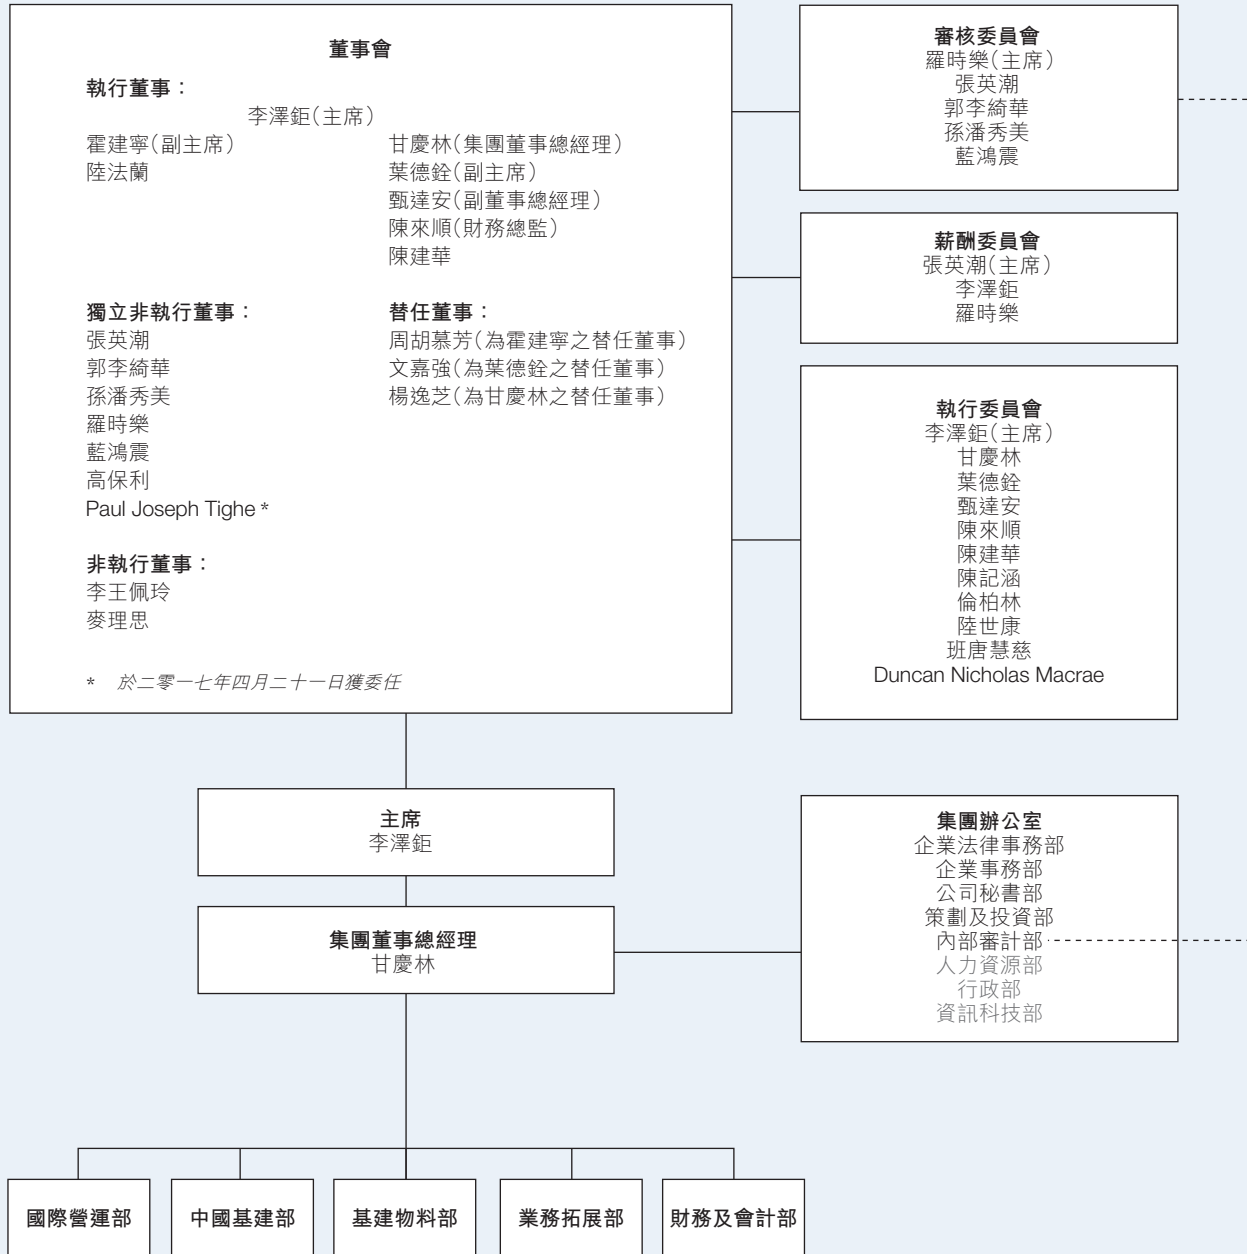 董事會
執行董事：
李澤鉅(主席)
霍建寧(副主席)
陸法蘭
甘慶林(集團董事總經理)
葉德銓(副主席)
甄達安(副董事總經理)
陳來順(財務總監)
陳建華
獨立非執行董事：
張英潮
郭李綺華
孫潘秀美
羅時樂
藍鴻震
高保利
Paul Joseph Tighe *
替任董事：
周胡慕芳(為霍建寧之替任董事)
文嘉強(為葉德銓之替任董事)
楊逸芝(為甘慶林之替任董事)
非執行董事：
李王佩玲
麥理思
* 於二零一七年四月二十一日獲委任
審核委員會
羅時樂(主席)
張英潮
郭李綺華
孫潘秀美
藍鴻震
薪酬委員會
張英潮(主席)
李澤鉅
羅時樂
執行委員會
李澤鉅(主席)
甘慶林
葉德銓
甄達安
陳來順
陳建華
陳記涵
倫柏林
陸世康
班唐慧慈
Duncan Nicholas Macrae
主席
李澤鉅
集團董事總經理
甘慶林
集團辦公室
企業法律事務部
企業事務部
公司秘書部
策劃及投資部
內部審計部
人力資源部
行政部
資訊科技部
國際營運部
中國基建部
基建物料部
業務拓展部
財務及會計部